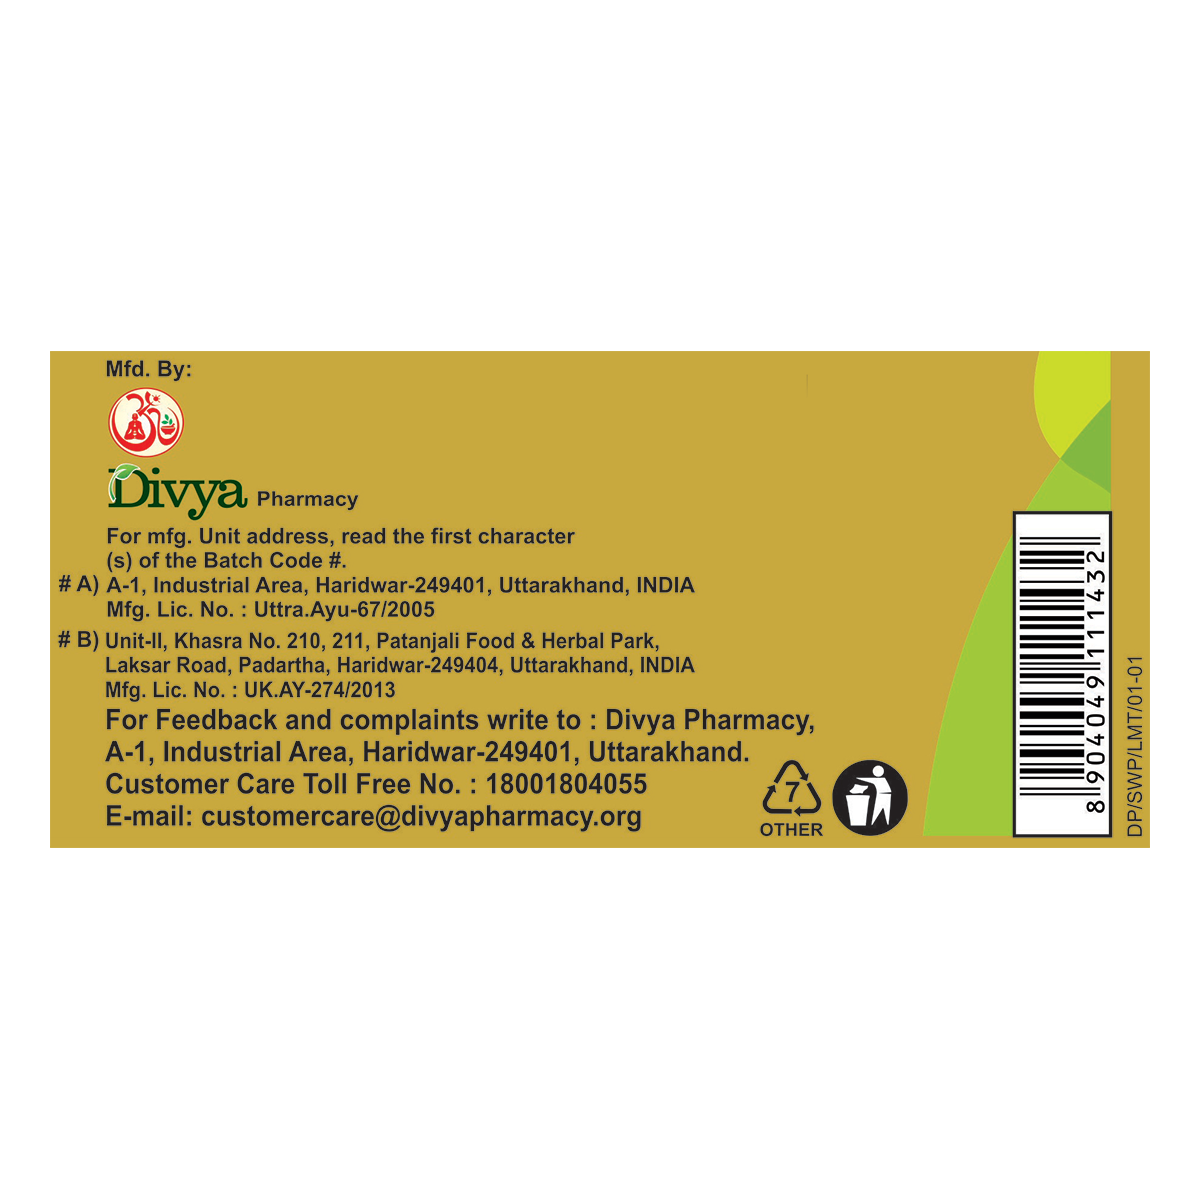 Mfd. By:
Divya Pharmacy
For mfg. Unit address, read the first character
(s) of the Batch Code #.
# A) A-1, Industrial Area, Haridwar-249401, Uttarakhand, INDIA
Mfg. Lic. No. : Uttra.Ayu-67/2005
# B) Unit-II, Khasra No. 210, 211, Patanjali Food & Herbal Park,
Laksar Road, Padartha, Haridwar-249404, Uttarakhand, INDIA
Mfg. Lic. No. : UK.AY-274/2013
For Feedback and complaints write to : Divya Pharmacy,
A-1, Industrial Area, Haridwar-249401, Uttarakhand.
Customer Care Toll Free No. : 18001804055
E-mail: customercare@divyapharmacy.org
7
OTHER
8904049111432
DP/SWP/LMT/01-01